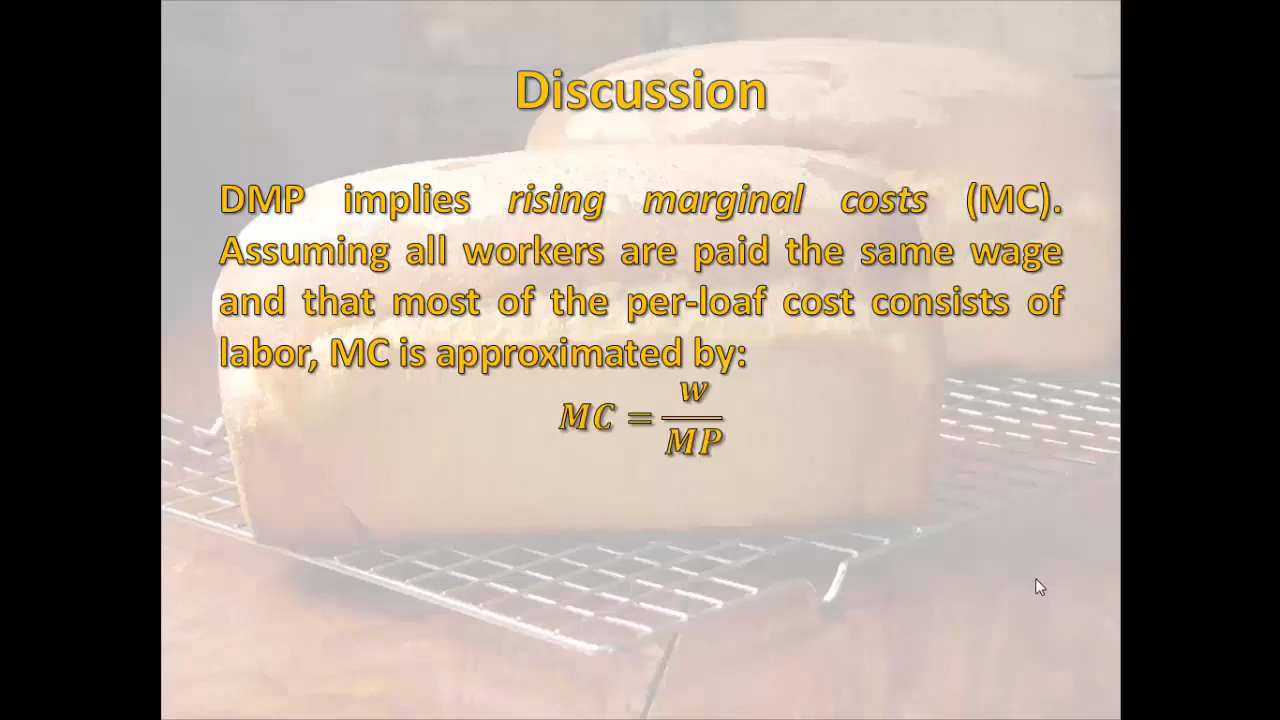 Discussion
DMP implies rising marginal costs (MC).
Assuming all workers are paid the same wage
and that most of the per-loaf cost consists of
labor, MC is approximated by:
MC = w/MP